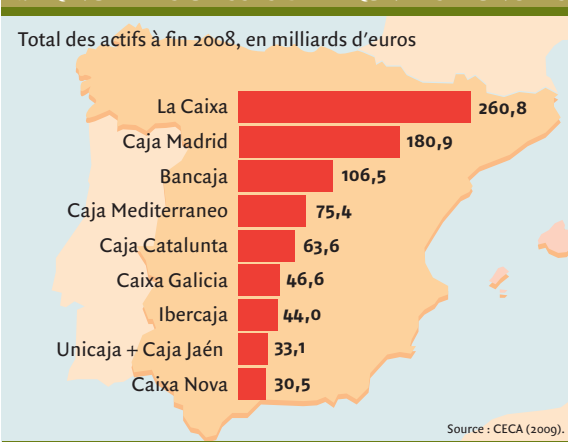 Total des actifs à fin 2008, en milliards d'euros
La Caixa 260,8
Caja Madrid 180,9
Bancaja 106,5
Caja Mediterraneo 75,4
Caja Catalunta 63,6
Caixa Galicia 46,6
Ibercaja 44,0
Unicaja + Caja Jaén 33,1
Caixa Nova 30,5
Source : CECA (2009).